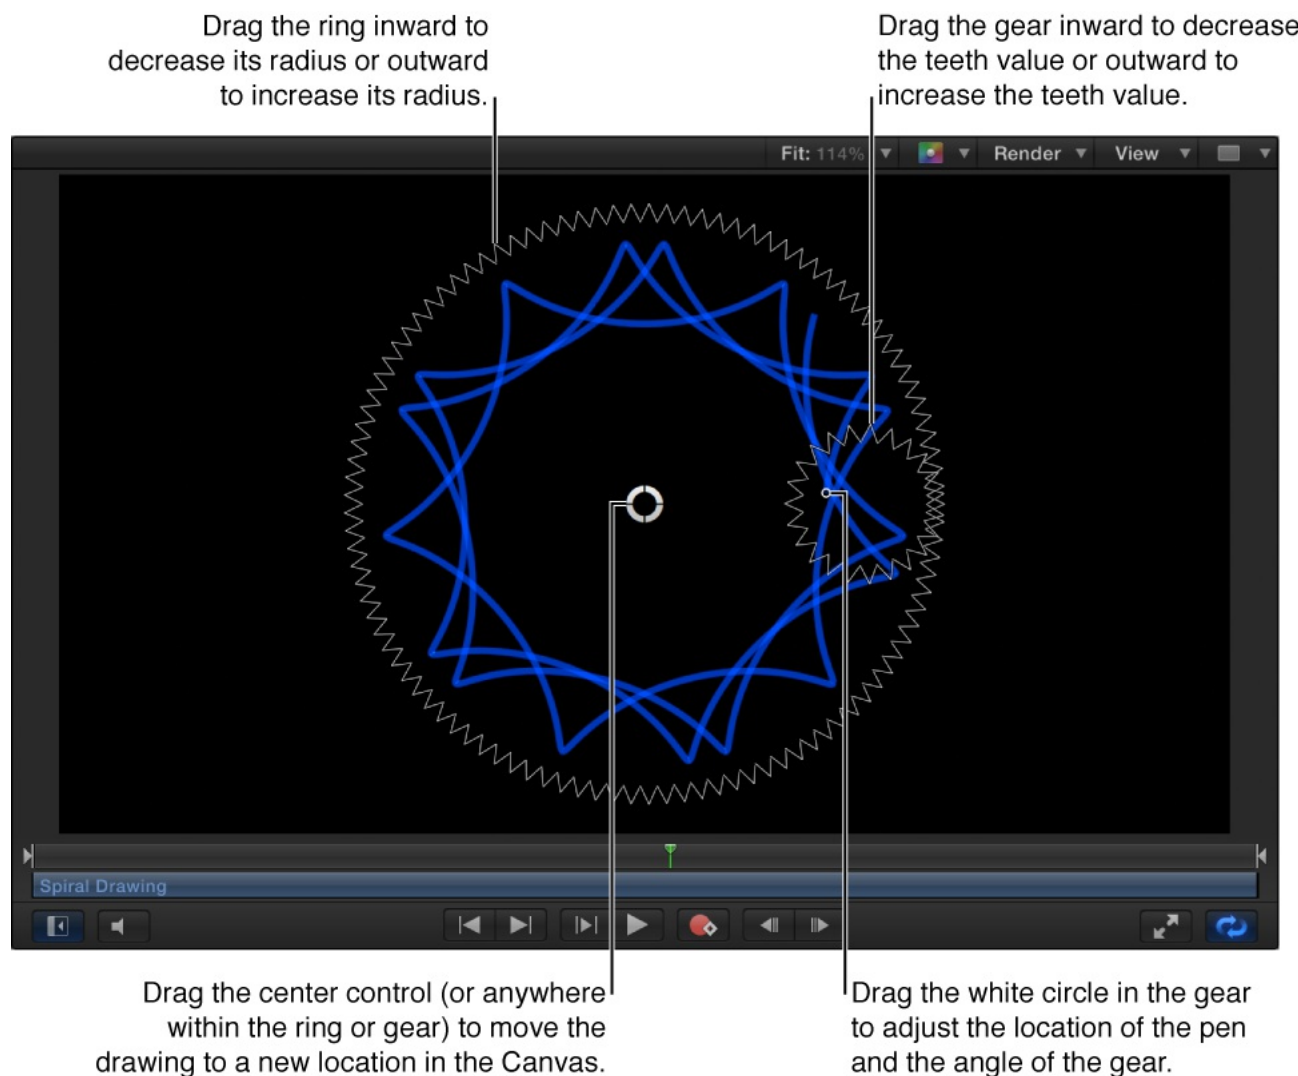 Drag the ring inward to
decrease its radius or outward
to increase its radius.
Drag the gear inward to decrease
the teeth value or outward to
increase the teeth value.
Fit: 114%
Render
View
Spiral Drawing
Drag the center control (or anywhere
within the ring or gear) to move the
drawing to a new location in the Canvas.
Drag the white circle in the gear
to adjust the location of the pen
and the angle of the gear.